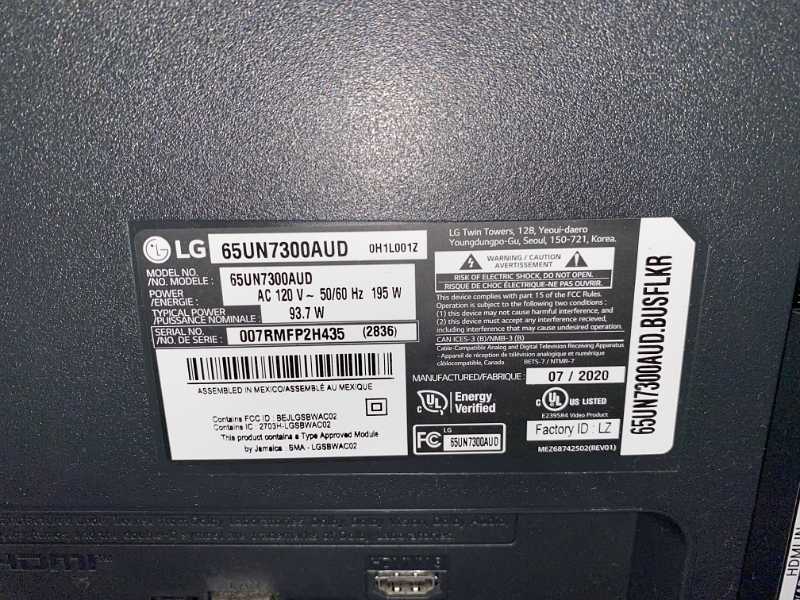 LG 65UN7300AUD 0H1L001Z
MODEL NO.
/NO. MODELE : 65UN7300AUD
POWER
/ENERGIE : AC 120 V ~ 50/60 Hz 195 W
TYPICAL POWER
/PUISSANCE NOMINALE : 93.7 W
SERIAL NO.
/NO. DE SÉRIE : 007RMFP2H435 (2836)
ASSEMBLED IN MEXICO/ASSEMBLÉ AU MEXIQUE
Contains FCC ID : BEJLGSBWAC02
Contains IC : 2703H-LGSBWAC02
This product contains a Type Approved Module
by Jamaica : SMA - LGSBWAC02
LG Twin Towers, 128, Yeoui-daero
Youngdungpo-Gu, Seoul, 150-721, Korea.
WARNING / CAUTION
AVERTISSEMENT
RISK OF ELECTRIC SHOCK, DO NOT OPEN.
RISQUE DE CHOC ÉLECTRIQUE-NE PAS OUVRIR.
This device complies with part 15 of the FCC Rules.
Operation is subject to the following two conditions :
(1) this device may not cause harmful interference, and
(2) this device must accept any interference recieved,
including interference that may cause undesired operation.
CAN ICES-3 (B)/NMB-3 (B)
Cable-Compatible Analog and Digital Television Receiving Apparatus
- Appareil de réception de télévision analogique et numérique
câblocompatible, Canada BETS-7 / NTMR-7
MANUFACTURED/FABRIQUÉ : 07 / 2020
UL Energy
Verified
c UL US LISTED
E239584 Video Product
FC LG
65UN7300AUD
Factory ID : LZ
MEZ68742502(REV01)
65UN7300AUD.BUSFLKR
HDMI
HDMI IN